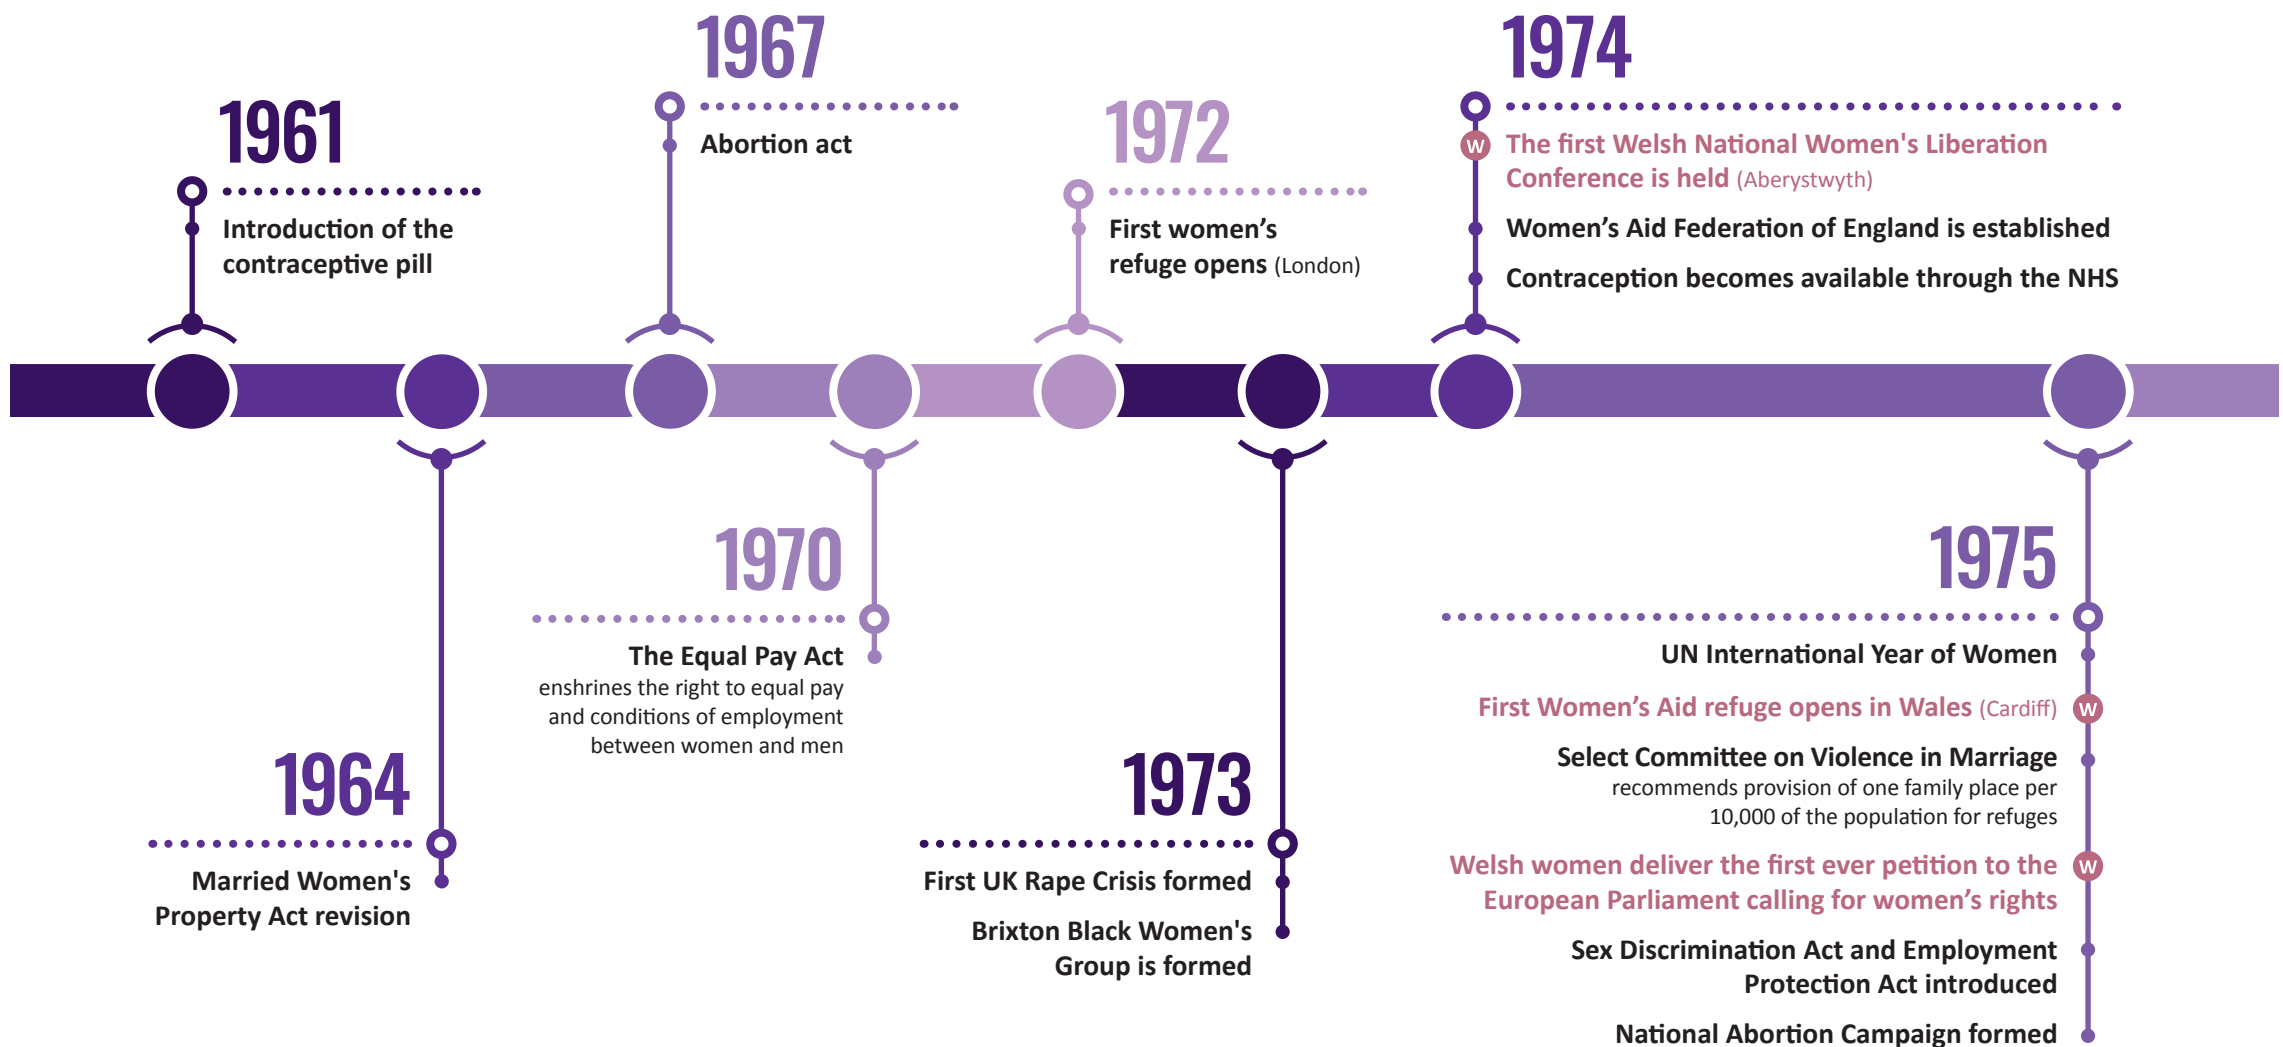 1961
Introduction of the
contraceptive pill
1964
Married Women's
Property Act revision
1967
Abortion act
1970
The Equal Pay Act
enshrines the right to equal pay
and conditions of employment
between women and men
1972
First women’s
refuge opens (London)
1973
First UK Rape Crisis formed
Brixton Black Women's
Group is formed
1974
W The first Welsh National Women's Liberation
Conference is held (Aberystwyth)
Women’s Aid Federation of England is established
Contraception becomes available through the NHS
1975
UN International Year of Women
First Women’s Aid refuge opens in Wales (Cardiff) W
Select Committee on Violence in Marriage
recommends provision of one family place per
10,000 of the population for refuges
Welsh women deliver the first ever petition to the W
European Parliament calling for women’s rights
Sex Discrimination Act and Employment
Protection Act introduced
National Abortion Campaign formed